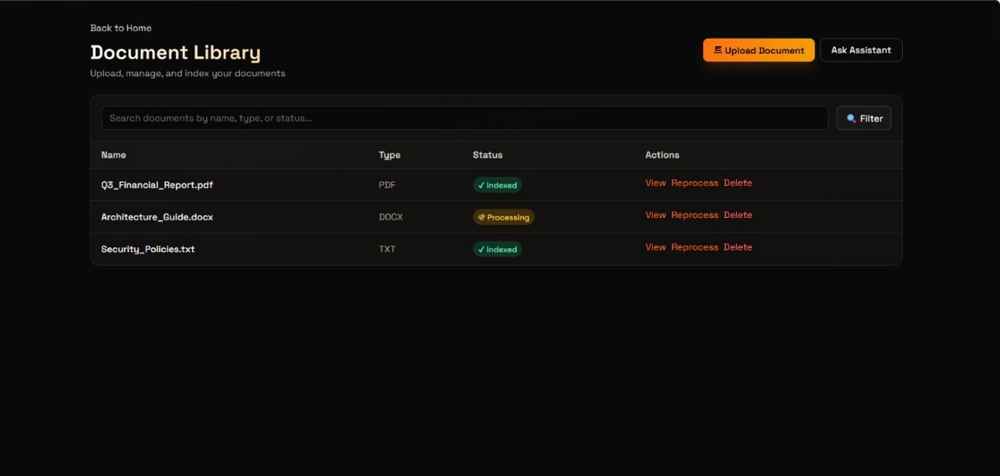 Back to Home
Document Library
Upload, manage, and index your documents
Upload Document
Ask Assistant
Search documents by name, type, or status...
Filter
Name Type Status Actions
Q3_Financial_Report.pdf PDF ✓ Indexed View Reprocess Delete
Architecture_Guide.docx DOCX Processing View Reprocess Delete
Security_Policies.txt TXT ✓ Indexed View Reprocess Delete